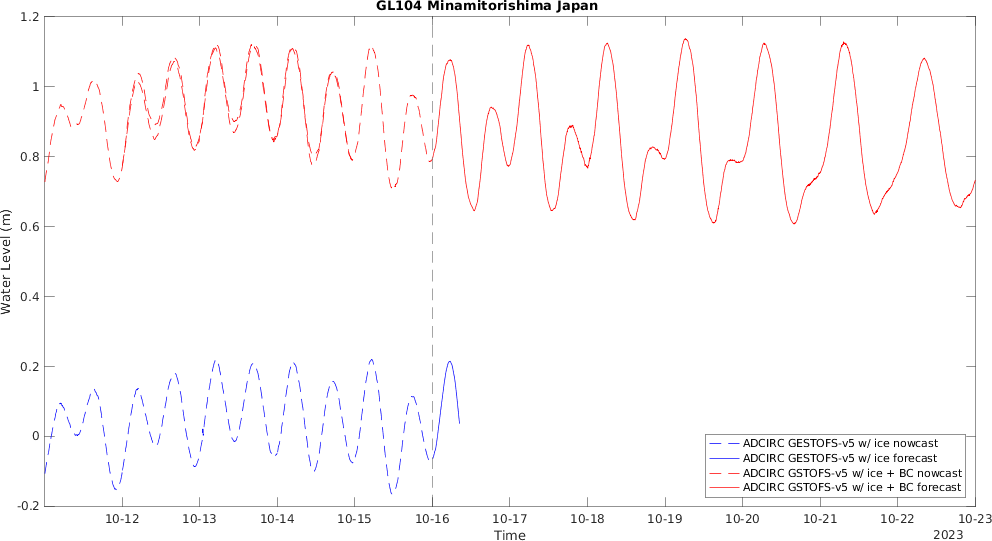 GL104 Minamitorishima Japan
1.2
1
0.8
0.6
0.4
0.2
0
-0.2
Water Level (m)
ADCIRC GESTOFS-v5 w/ ice nowcast
ADCIRC GESTOFS-v5 w/ ice forecast
ADCIRC GSTOFS-v5 w/ ice + BC nowcast
ADCIRC GSTOFS-v5 w/ ice + BC forecast
10-12 10-13 10-14 10-15 10-16 10-17 10-18 10-19 10-20 10-21 10-22 10-23
Time
2023